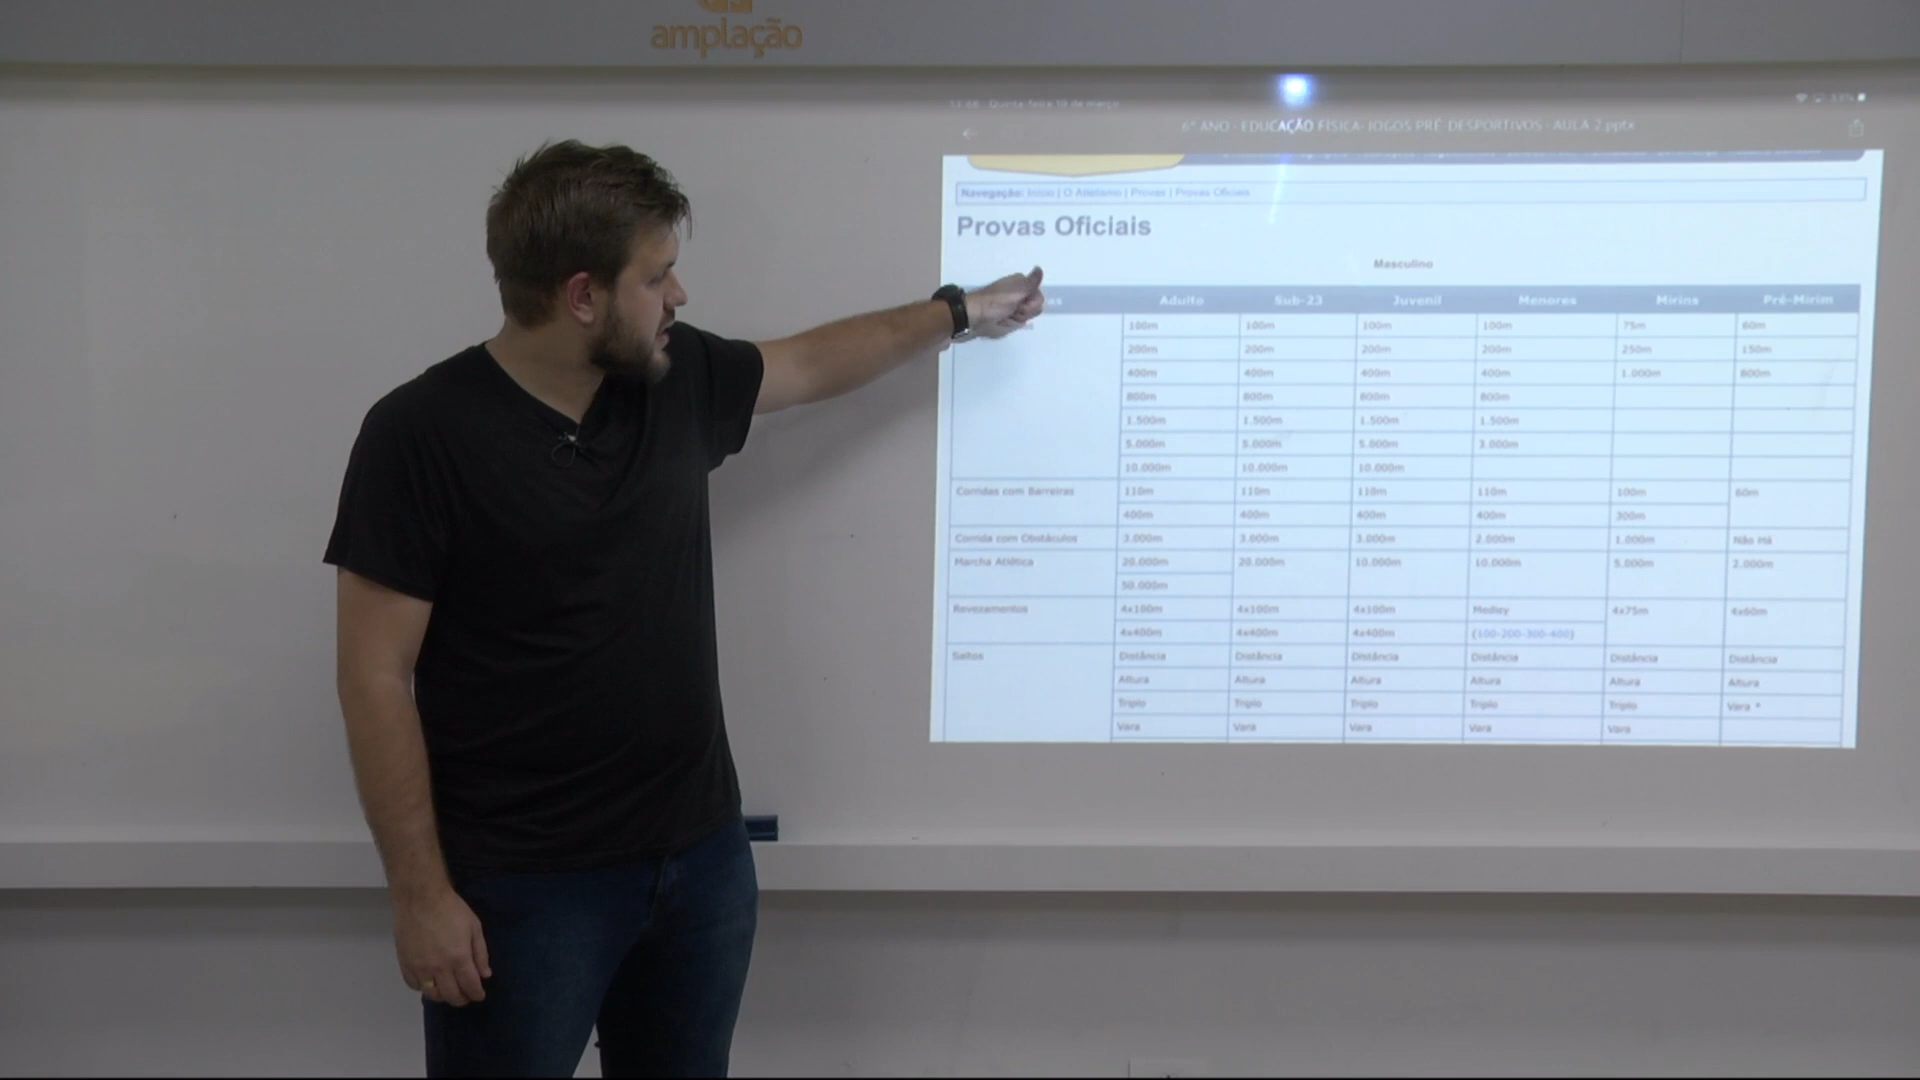 amplação
11:48 Quinta-feira 19 de março
6º ANO - EDUCAÇÃO FÍSICA- JOGOS PRÉ-DESPORTIVOS - AULA 2.pptx
Navegação: Início | O Atletismo | Provas | Provas Oficiais
Provas Oficiais
Masculino
as Adulto Sub-23 Juvenil Menores Mirins Pré-Mirim
100m 100m 100m 100m 75m 60m
200m 200m 200m 200m 250m 150m
400m 400m 400m 400m 1.000m 800m
800m 800m 800m 800m
1.500m 1.500m 1.500m 1.500m
5.000m 5.000m 5.000m 3.000m
10.000m 10.000m 10.000m
Corridas com Barreiras 110m 110m 110m 110m 100m 60m
400m 400m 400m 400m 300m
Corrida com Obstáculos 3.000m 3.000m 3.000m 2.000m 1.000m Não Há
Marcha Atlética 20.000m 20.000m 10.000m 10.000m 5.000m 2.000m
50.000m
Revezamentos 4x100m 4x100m 4x100m Medley 4x75m 4x60m
4x400m 4x400m 4x400m (100-200-300-400)
Saltos Distância Distância Distância Distância Distância Distância
Altura Altura Altura Altura Altura Altura
Triplo Triplo Triplo Triplo Triplo Vara *
Vara Vara Vara Vara Vara